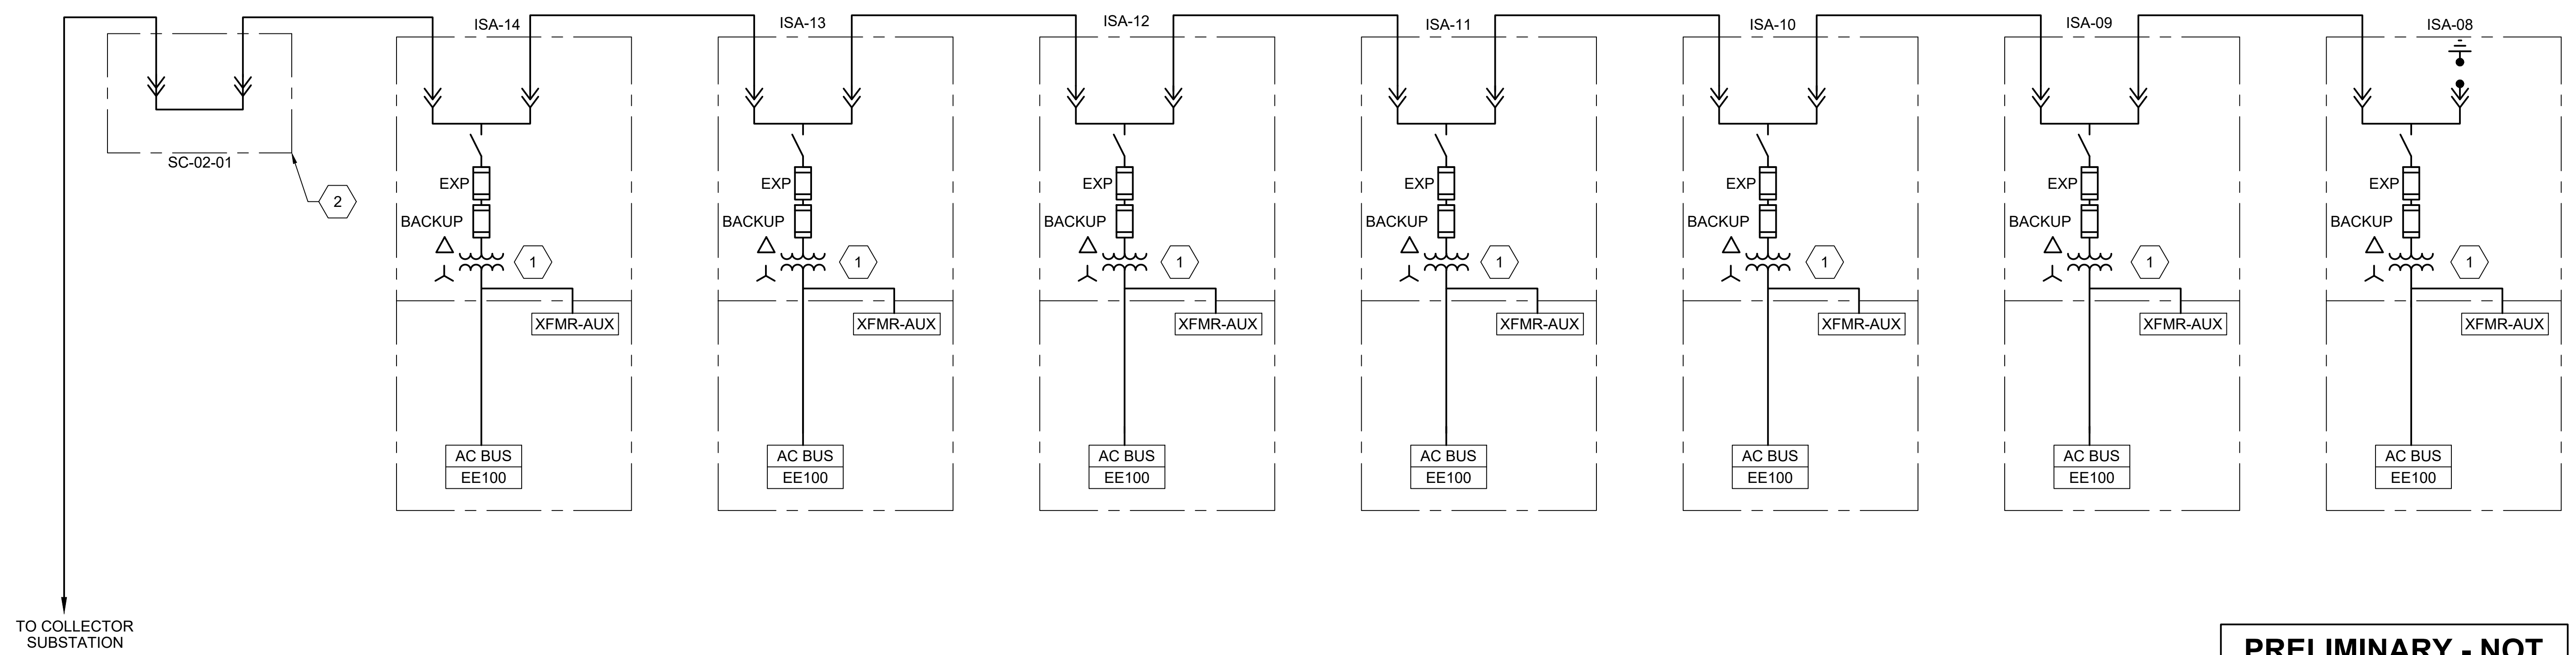 ISA-14
ISA-13
ISA-12
ISA-11
ISA-10
ISA-09
ISA-08
SC-02-01
2
EXP
EXP
EXP
EXP
EXP
EXP
EXP
BACKUP
BACKUP
BACKUP
BACKUP
BACKUP
BACKUP
BACKUP
1
1
1
1
1
1
1
XFMR-AUX
XFMR-AUX
XFMR-AUX
XFMR-AUX
XFMR-AUX
XFMR-AUX
XFMR-AUX
AC BUS
EE100
AC BUS
EE100
AC BUS
EE100
AC BUS
EE100
AC BUS
EE100
AC BUS
EE100
AC BUS
EE100
TO COLLECTOR
SUBSTATION
PRELIMINARY - NOT